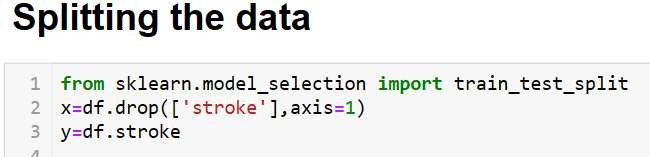 Splitting the data
1 from sklearn.model_selection import train_test_split
2 x=df.drop(['stroke'],axis=1)
3 y=df.stroke
4